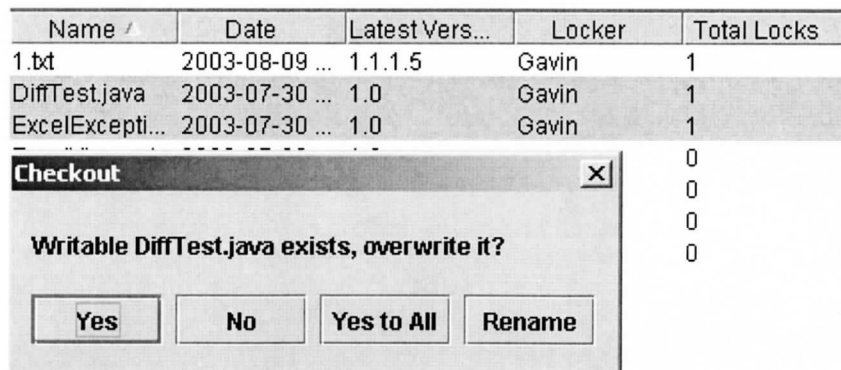 Name Date Latest Vers... Locker Total Locks
1.txt 2003-08-09 ... 1.1.1.5 Gavin 1
DiffTest.java 2003-07-30 ... 1.0 Gavin 1
ExcelExcepti... 2003-07-30 ... 1.0 Gavin 1
0
Checkout
0
0
Writable DiffTest.java exists, overwrite it?
0
Yes No Yes to All Rename